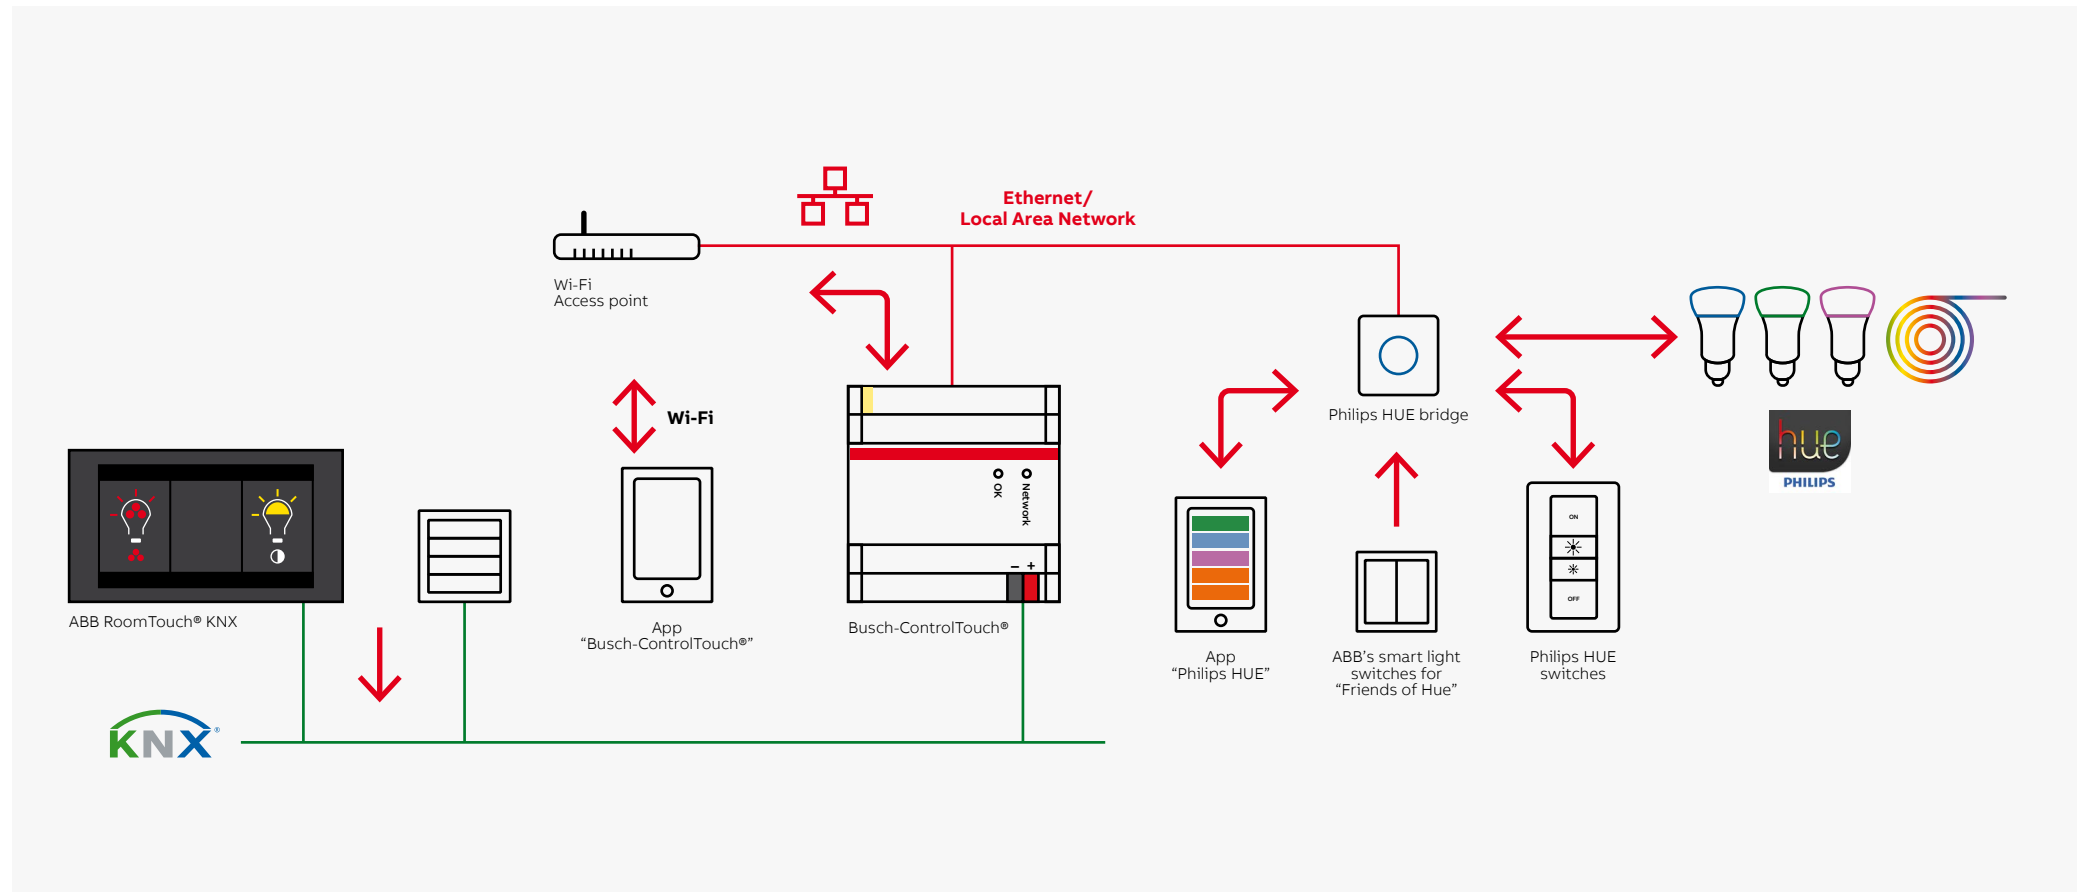 Ethernet/
Local Area Network
Wi-Fi
Access point
Wi-Fi
Philips HUE bridge
hue
PHILIPS
OK
Network
ON
OFF
– +
ABB RoomTouch® KNX
App
“Busch-ControlTouch®”
Busch-ControlTouch®
App
“Philips HUE”
ABB’s smart light
switches for
“Friends of Hue”
Philips HUE
switches
KNX®